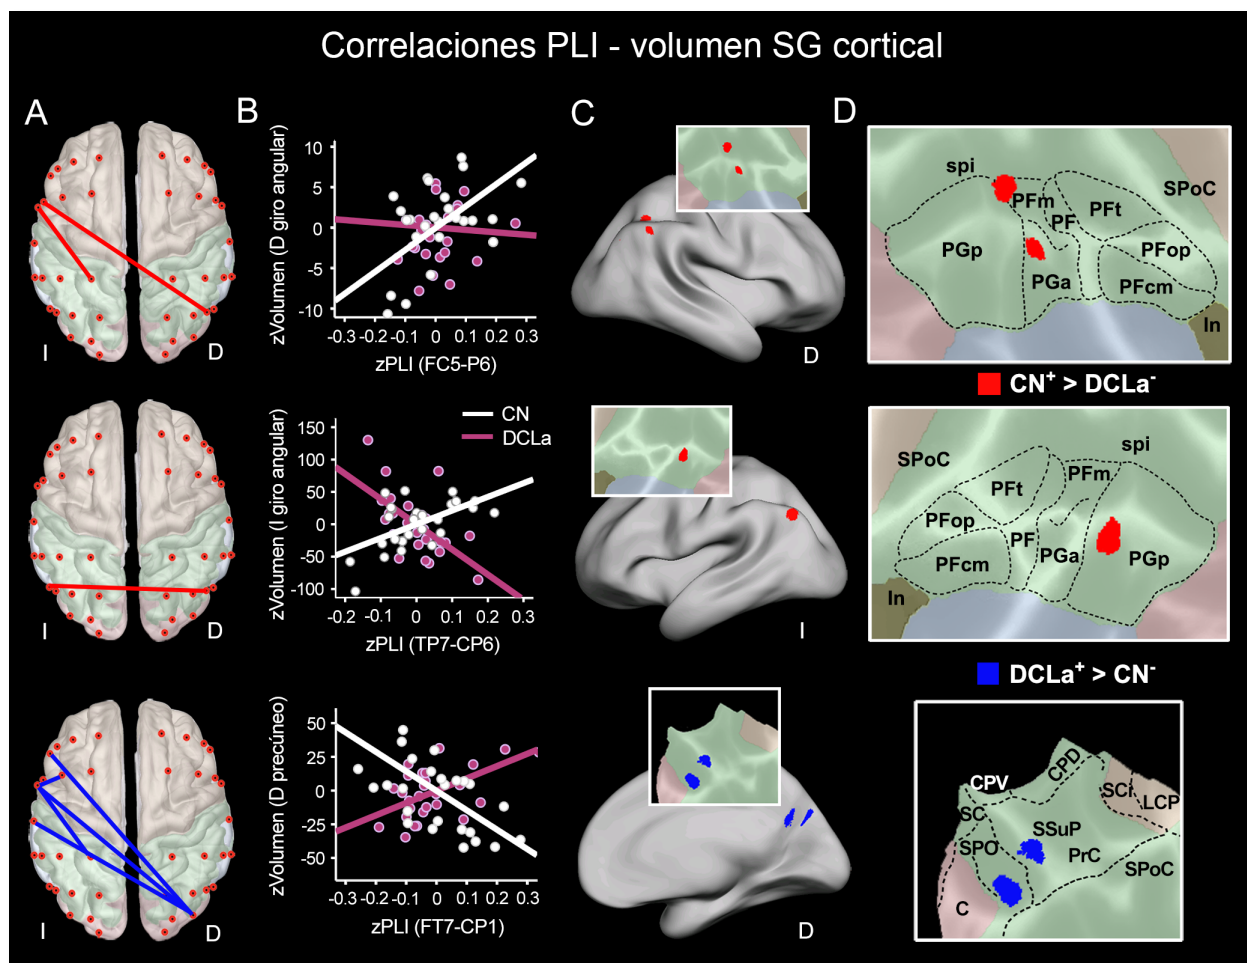 Correlaciones PLI - volumen SG cortical
A
B
C
D
I
D
zVolumen (D giro angular)
10
5
0
-5
-10
-0.3
-0.2
-0.1
0
0.1
0.2
0.3
zPLI (FC5-P6)
D
spi
SPoC
PFm
PF
PFt
PGp
PFop
PGa
PFcm
In
CN+ > DCLa-
I
D
zVolumen (I giro angular)
150
100
50
0
-50
-100
-0.2
-0.1
0
0.1
0.2
0.3
zPLI (TP7-CP6)
CN
DCLa
I
spi
SPoC
PFm
PFt
PFop
PF
PGa
PGp
PFcm
In
DCLa+ > CN-
I
D
zVolumen (D precúneo)
50
25
0
-25
-50
-0.3
-0.2
-0.1
0
0.1
0.2
0.3
zPLI (FT7-CP1)
D
CPV
CPD
SCi
LCP
SC
SSuP
SPO
PrC
SPoC
C